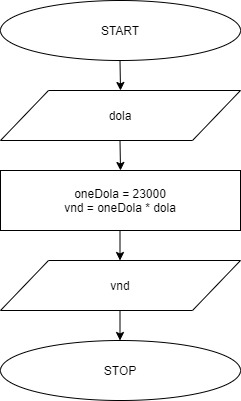 START
dola
oneDola = 23000
vnd = oneDola * dola
vnd
STOP